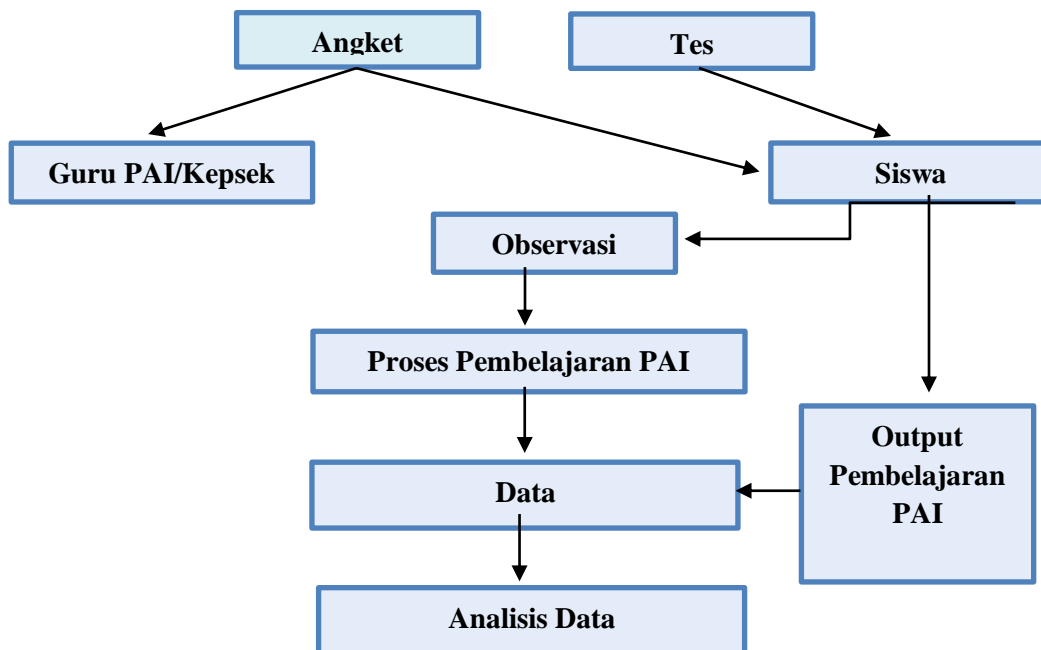 Angket
Tes
Guru PAI/Kepsek
Siswa
Observasi
Proses Pembelajaran PAI
Output
Pembelajaran
PAI
Data
Analisis Data